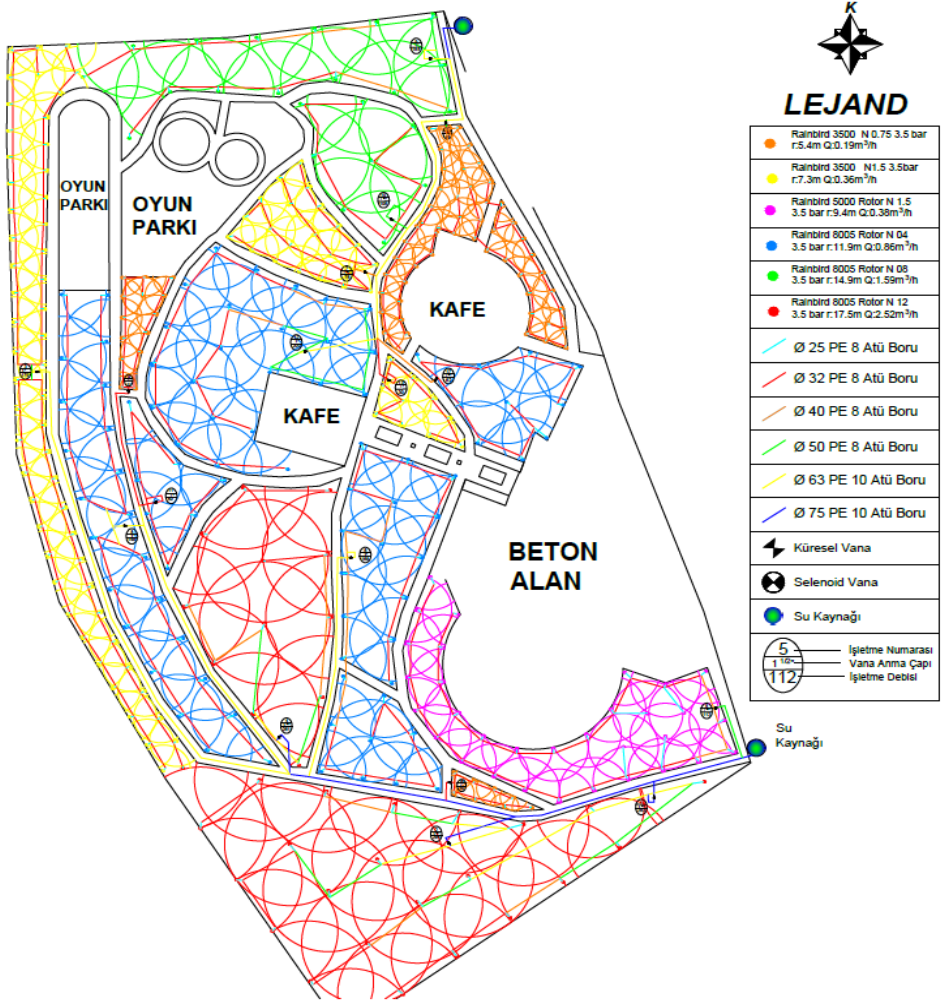 K
LEJAND
Rainbird 3500 N 0.75 3.5 bar
r:5.4m Q:0.19m³/h
Rainbird 3500 N1.5 3.5bar
r:7.3m Q:0.36m³/h
Rainbird 5000 Rotor N 1.5
3.5 bar r:9.4m Q:0.38m³/h
Rainbird 8005 Rotor N 04
3.5 bar r:11.9m Q:0.86m³/h
Rainbird 8005 Rotor N 08
3.5 bar r:14.9m Q:1.59m³/h
Rainbird 8005 Rotor N 12
3.5 bar r:17.5m Q:2.52m³/h
Ø 25 PE 8 Atü Boru
Ø 32 PE 8 Atü Boru
Ø 40 PE 8 Atü Boru
Ø 50 PE 8 Atü Boru
Ø 63 PE 10 Atü Boru
Ø 75 PE 10 Atü Boru
Küresel Vana
Selenoid Vana
Su Kaynağı
5
1 1/2"
112
İşletme Numarası
Vana Anma Çapı
İşletme Debisi
OYUN
PARKI
OYUN
PARKI
KAFE
KAFE
BETON
ALAN
Su
Kaynağı